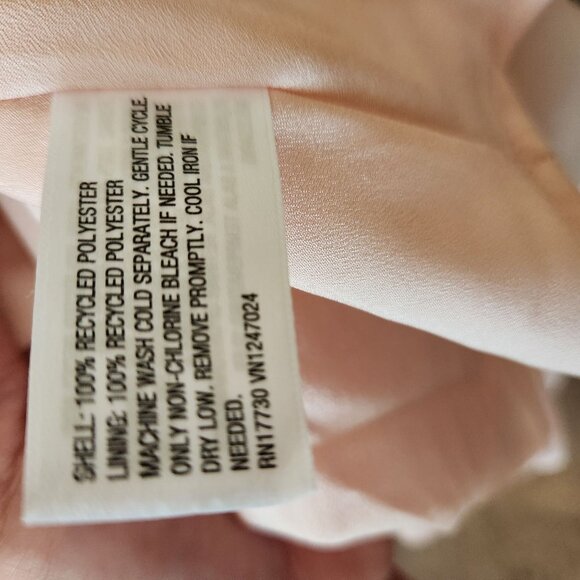 SHELL: 100% RECYCLED POLYESTER
LINING: 100% RECYCLED POLYESTER
MACHINE WASH COLD SEPARATELY. GENTLE CYCLE.
ONLY NON-CHLORINE BLEACH IF NEEDED. TUMBLE
DRY LOW.. REMOVE PROMPTLY. COOL IRON IF
NEEDED.
RN17730 VN1247024